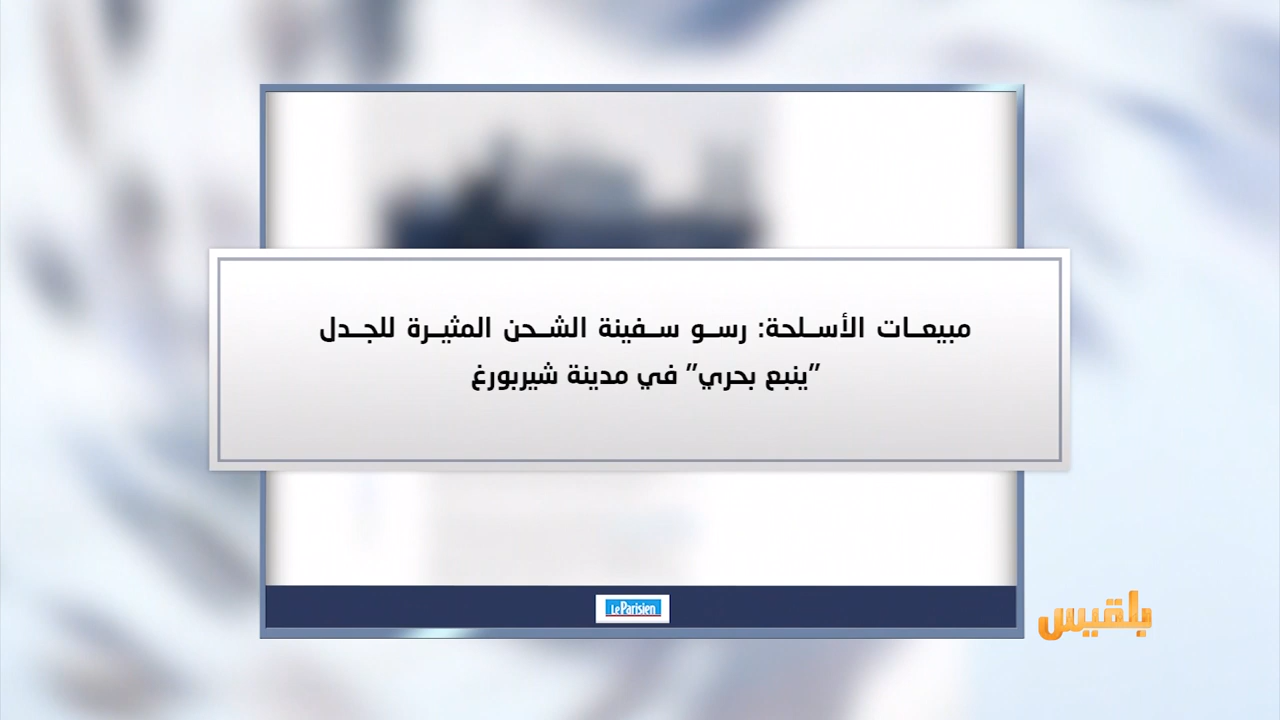 مبيعات الأسلحة: رسو سفينة الشحن المثيرة للجدل
"ينبع بحري" في مدينة شيربورغ
Le Parisien
بلقيس